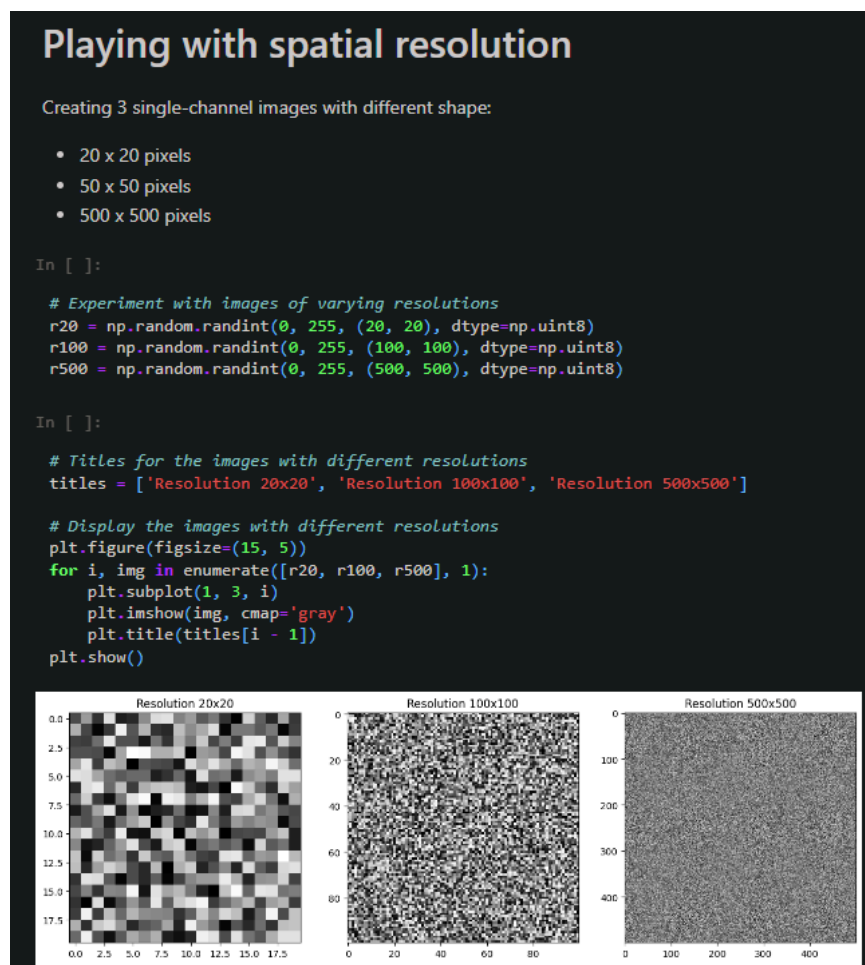 Playing with spatial resolution
Creating 3 single-channel images with different shape:
• 20 x 20 pixels
• 50 x 50 pixels
• 500 x 500 pixels
In [ ]:
# Experiment with images of varying resolutions
r20 = np.random.randint(0, 255, (20, 20), dtype=np.uint8)
r100 = np.random.randint(0, 255, (100, 100), dtype=np.uint8)
r500 = np.random.randint(0, 255, (500, 500), dtype=np.uint8)
In [ ]:
# Titles for the images with different resolutions
titles = ['Resolution 20x20', 'Resolution 100x100', 'Resolution 500x500']
# Display the images with different resolutions
plt.figure(figsize=(15, 5))
for i, img in enumerate([r20, r100, r500], 1):
    plt.subplot(1, 3, i)
    plt.imshow(img, cmap='gray')
    plt.title(titles[i - 1])
plt.show()
Resolution 20x20
0.0
2.5
5.0
7.5
10.0
12.5
15.0
17.5
0.0 2.5 5.0 7.5 10.0 12.5 15.0 17.5
Resolution 100x100
0
20
40
60
80
0 20 40 60 80
Resolution 500x500
0
100
200
300
400
0 100 200 300 400